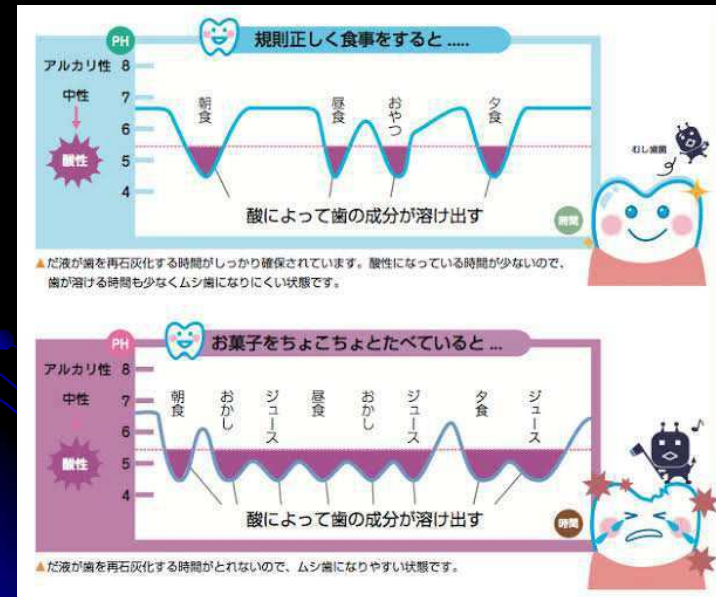 PH
規則正しく食事をすると.....
アルカリ性 8
中性 7
6
酸性 5
4
朝食
昼食
おやつ
夕食
むし歯菌
酸によって歯の成分が溶け出す
時間
▲だ液が歯を再石灰化する時間がしっかり確保されています。酸性になっている時間が少ないので、
歯が溶ける時間も少なくムシ歯になりにくい状態です。
PH
お菓子をちょこちょとたべていると...
アルカリ性 8
中性 7
6
酸性 5
4
朝食
おかし
ジュース
昼食
おかし
ジュース
夕食
ジュース
酸によって歯の成分が溶け出す
時間
▲だ液が歯を再石灰化する時間がとれないので、ムシ歯になりやすい状態です。